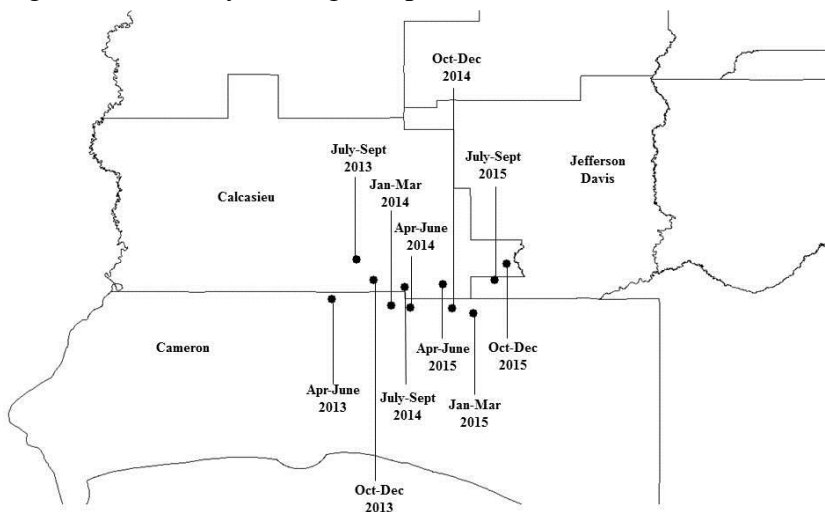 Oct-Dec
2014
July-Sept
2013
July-Sept
2015
Jefferson
Davis
Jan-Mar
2014
Calcasieu
Apr-June
2014
Cameron
Apr-June
2015
Oct-Dec
2015
Apr-June
2013
July-Sept
2014
Jan-Mar
2015
Oct-Dec
2013